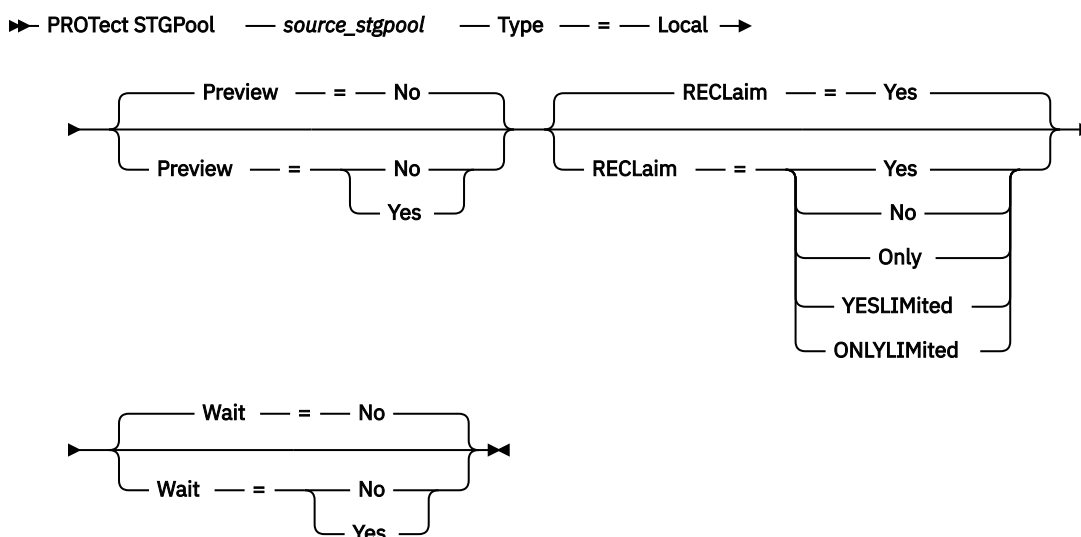 PROTect STGPool — source_stgpool — Type — = — Local
Preview — = — No
RECLaim — = — Yes
Preview — = — No
Yes
RECLaim — = — Yes
No
Only
YESLIMited
ONLYLIMited
Wait — = — No
Wait — = — No
Yes